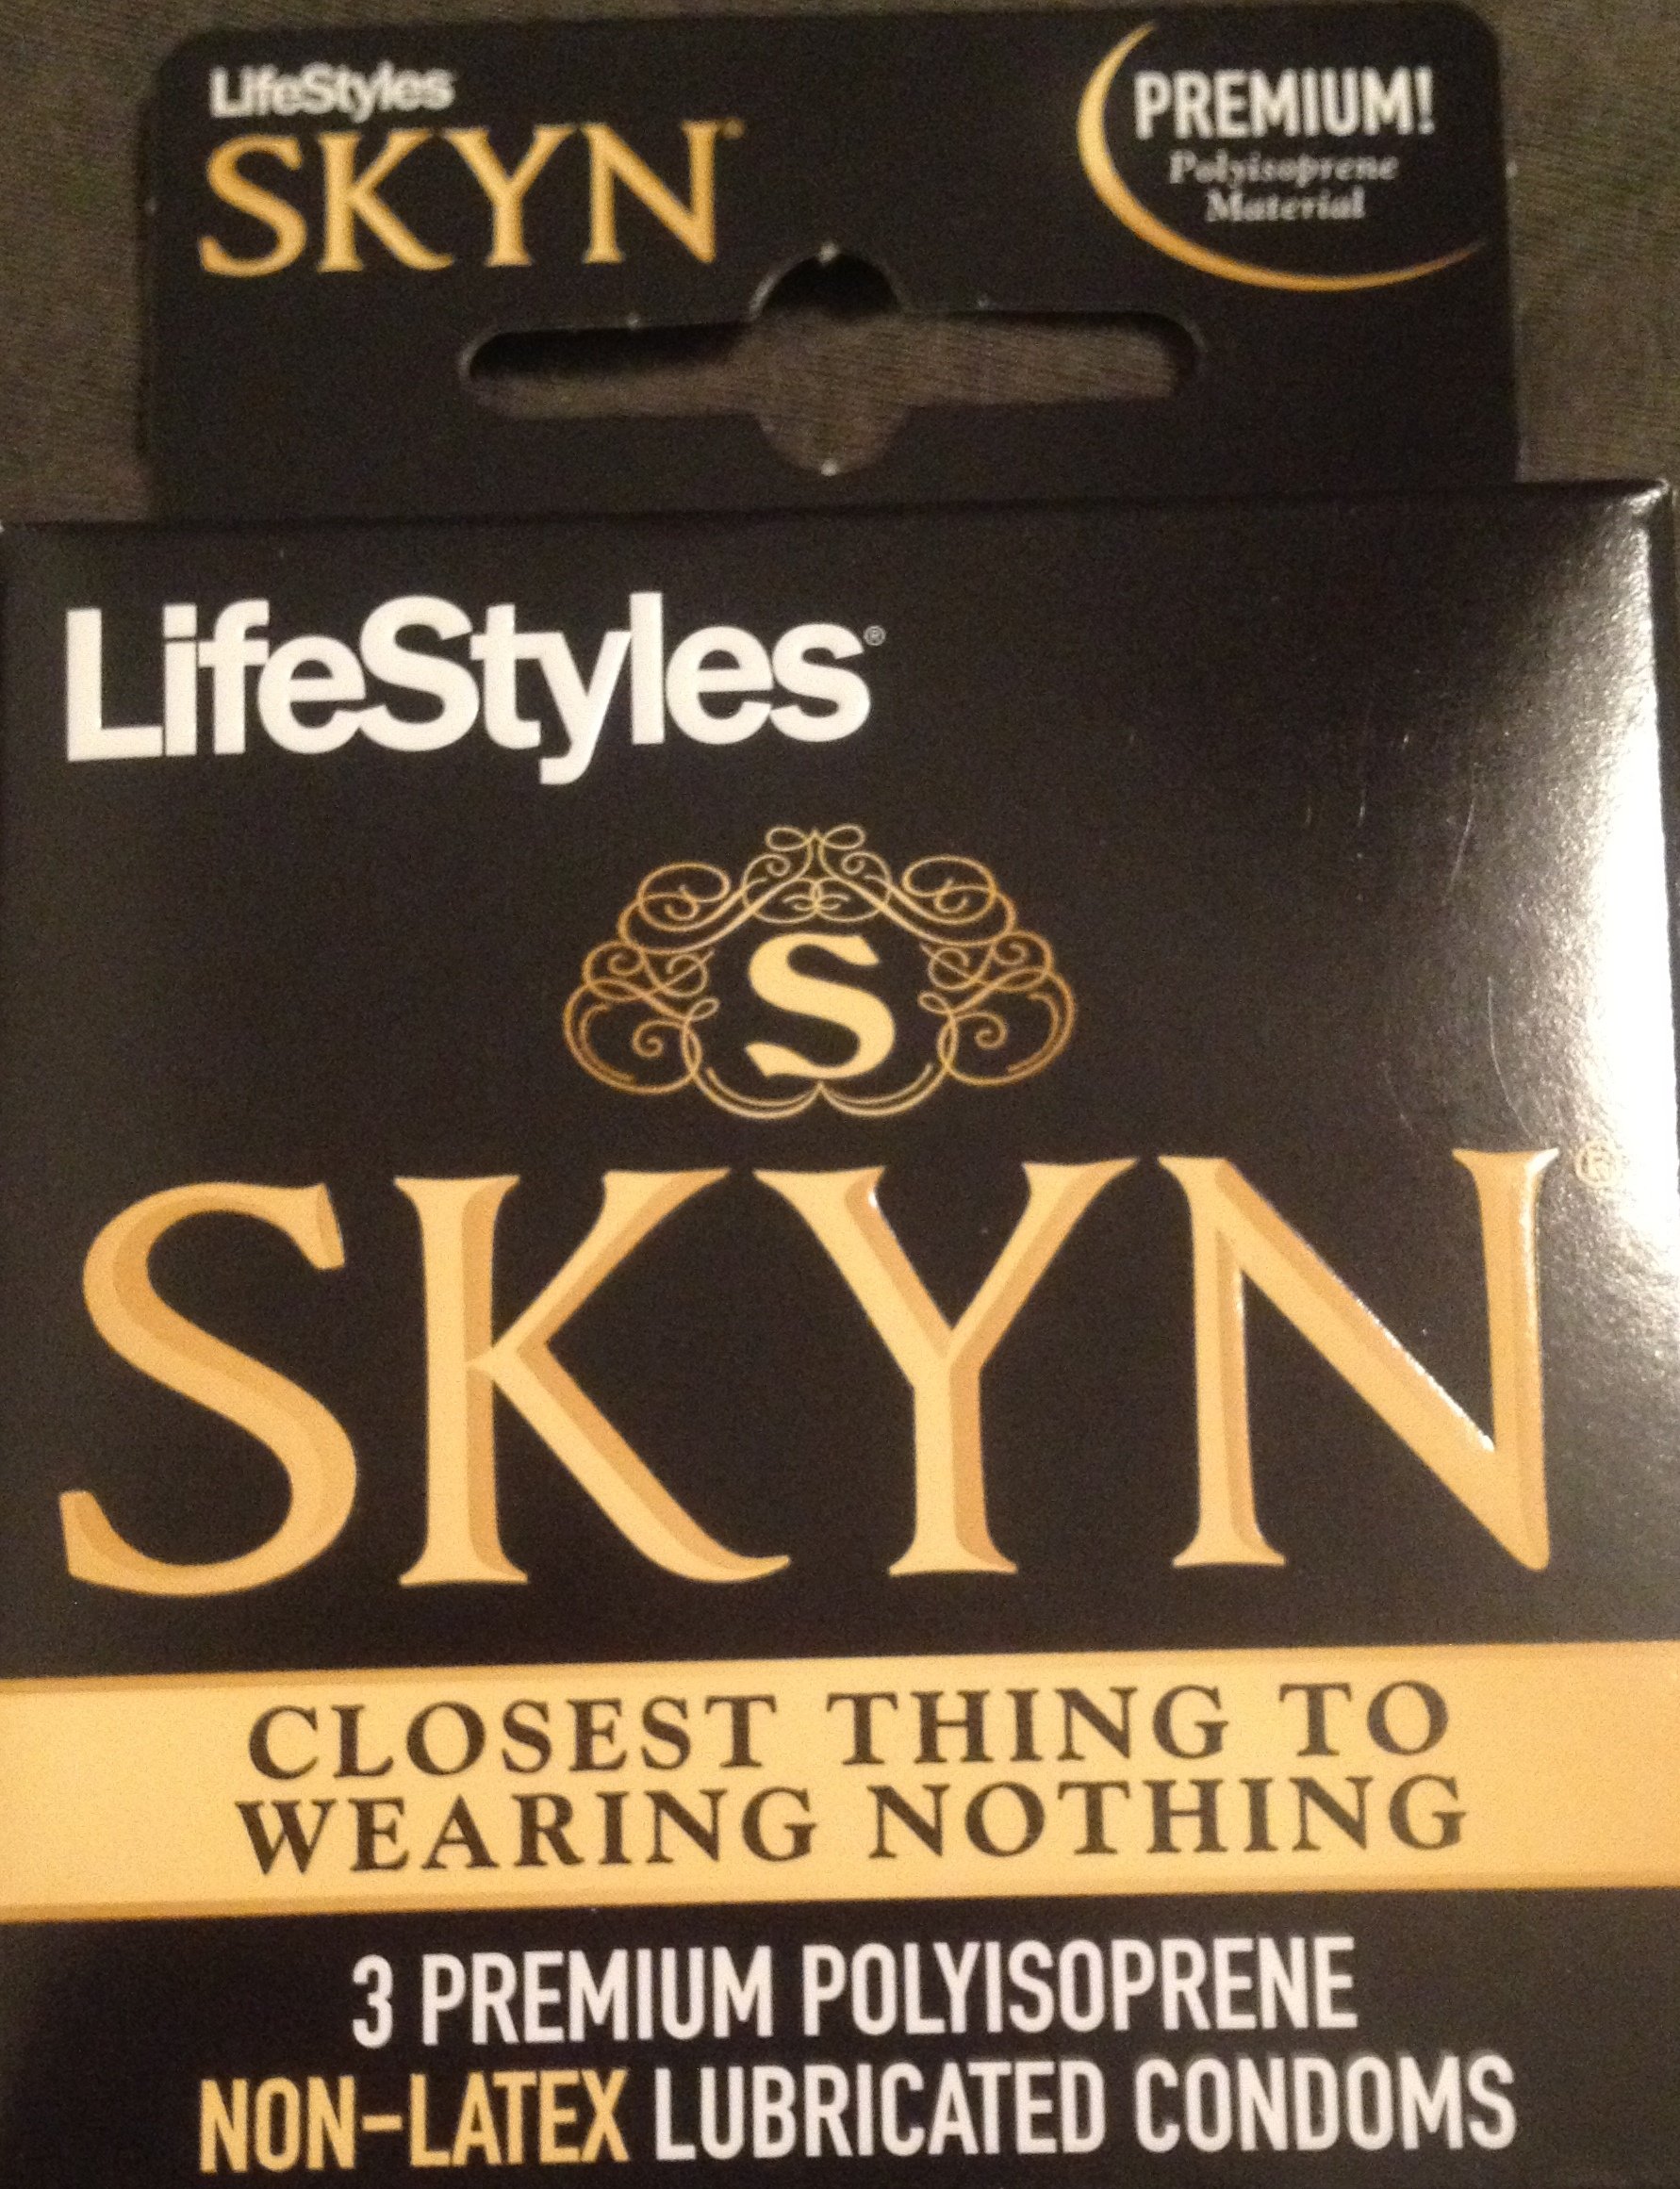 LifeStyles
SKYN®
PREMIUM!
Polyisoprene
Material
LifeStyles®
S
SKYN®
CLOSEST THING TO
WEARING NOTHING
3 PREMIUM POLYISOPRENE
NON-LATEX LUBRICATED CONDOMS